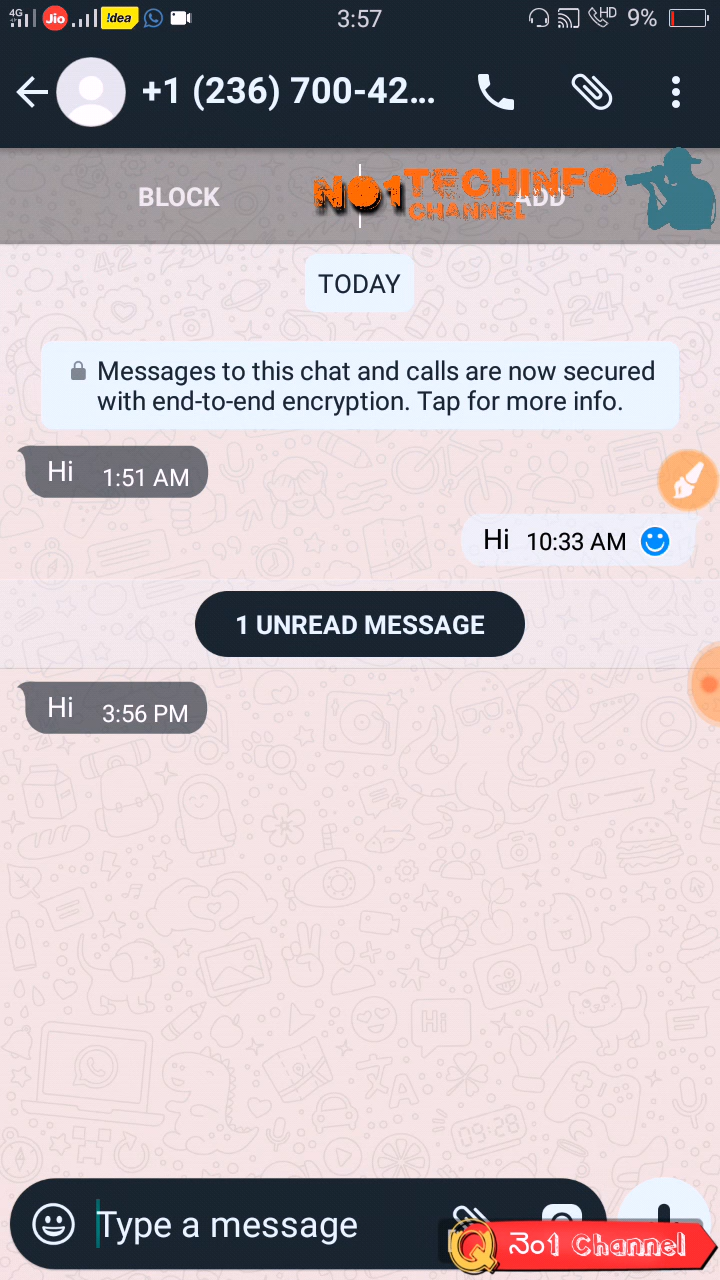 4G Jio !dea 3:57 HD 9%
+1 (236) 700-42...
BLOCK ADD
NO1TECHINFO
CHANNEL
TODAY
Messages to this chat and calls are now secured
with end-to-end encryption. Tap for more info.
Hi 1:51 AM
Hi 10:33 AM
1 UNREAD MESSAGE
Hi 3:56 PM
Type a message
నెం1 Channel